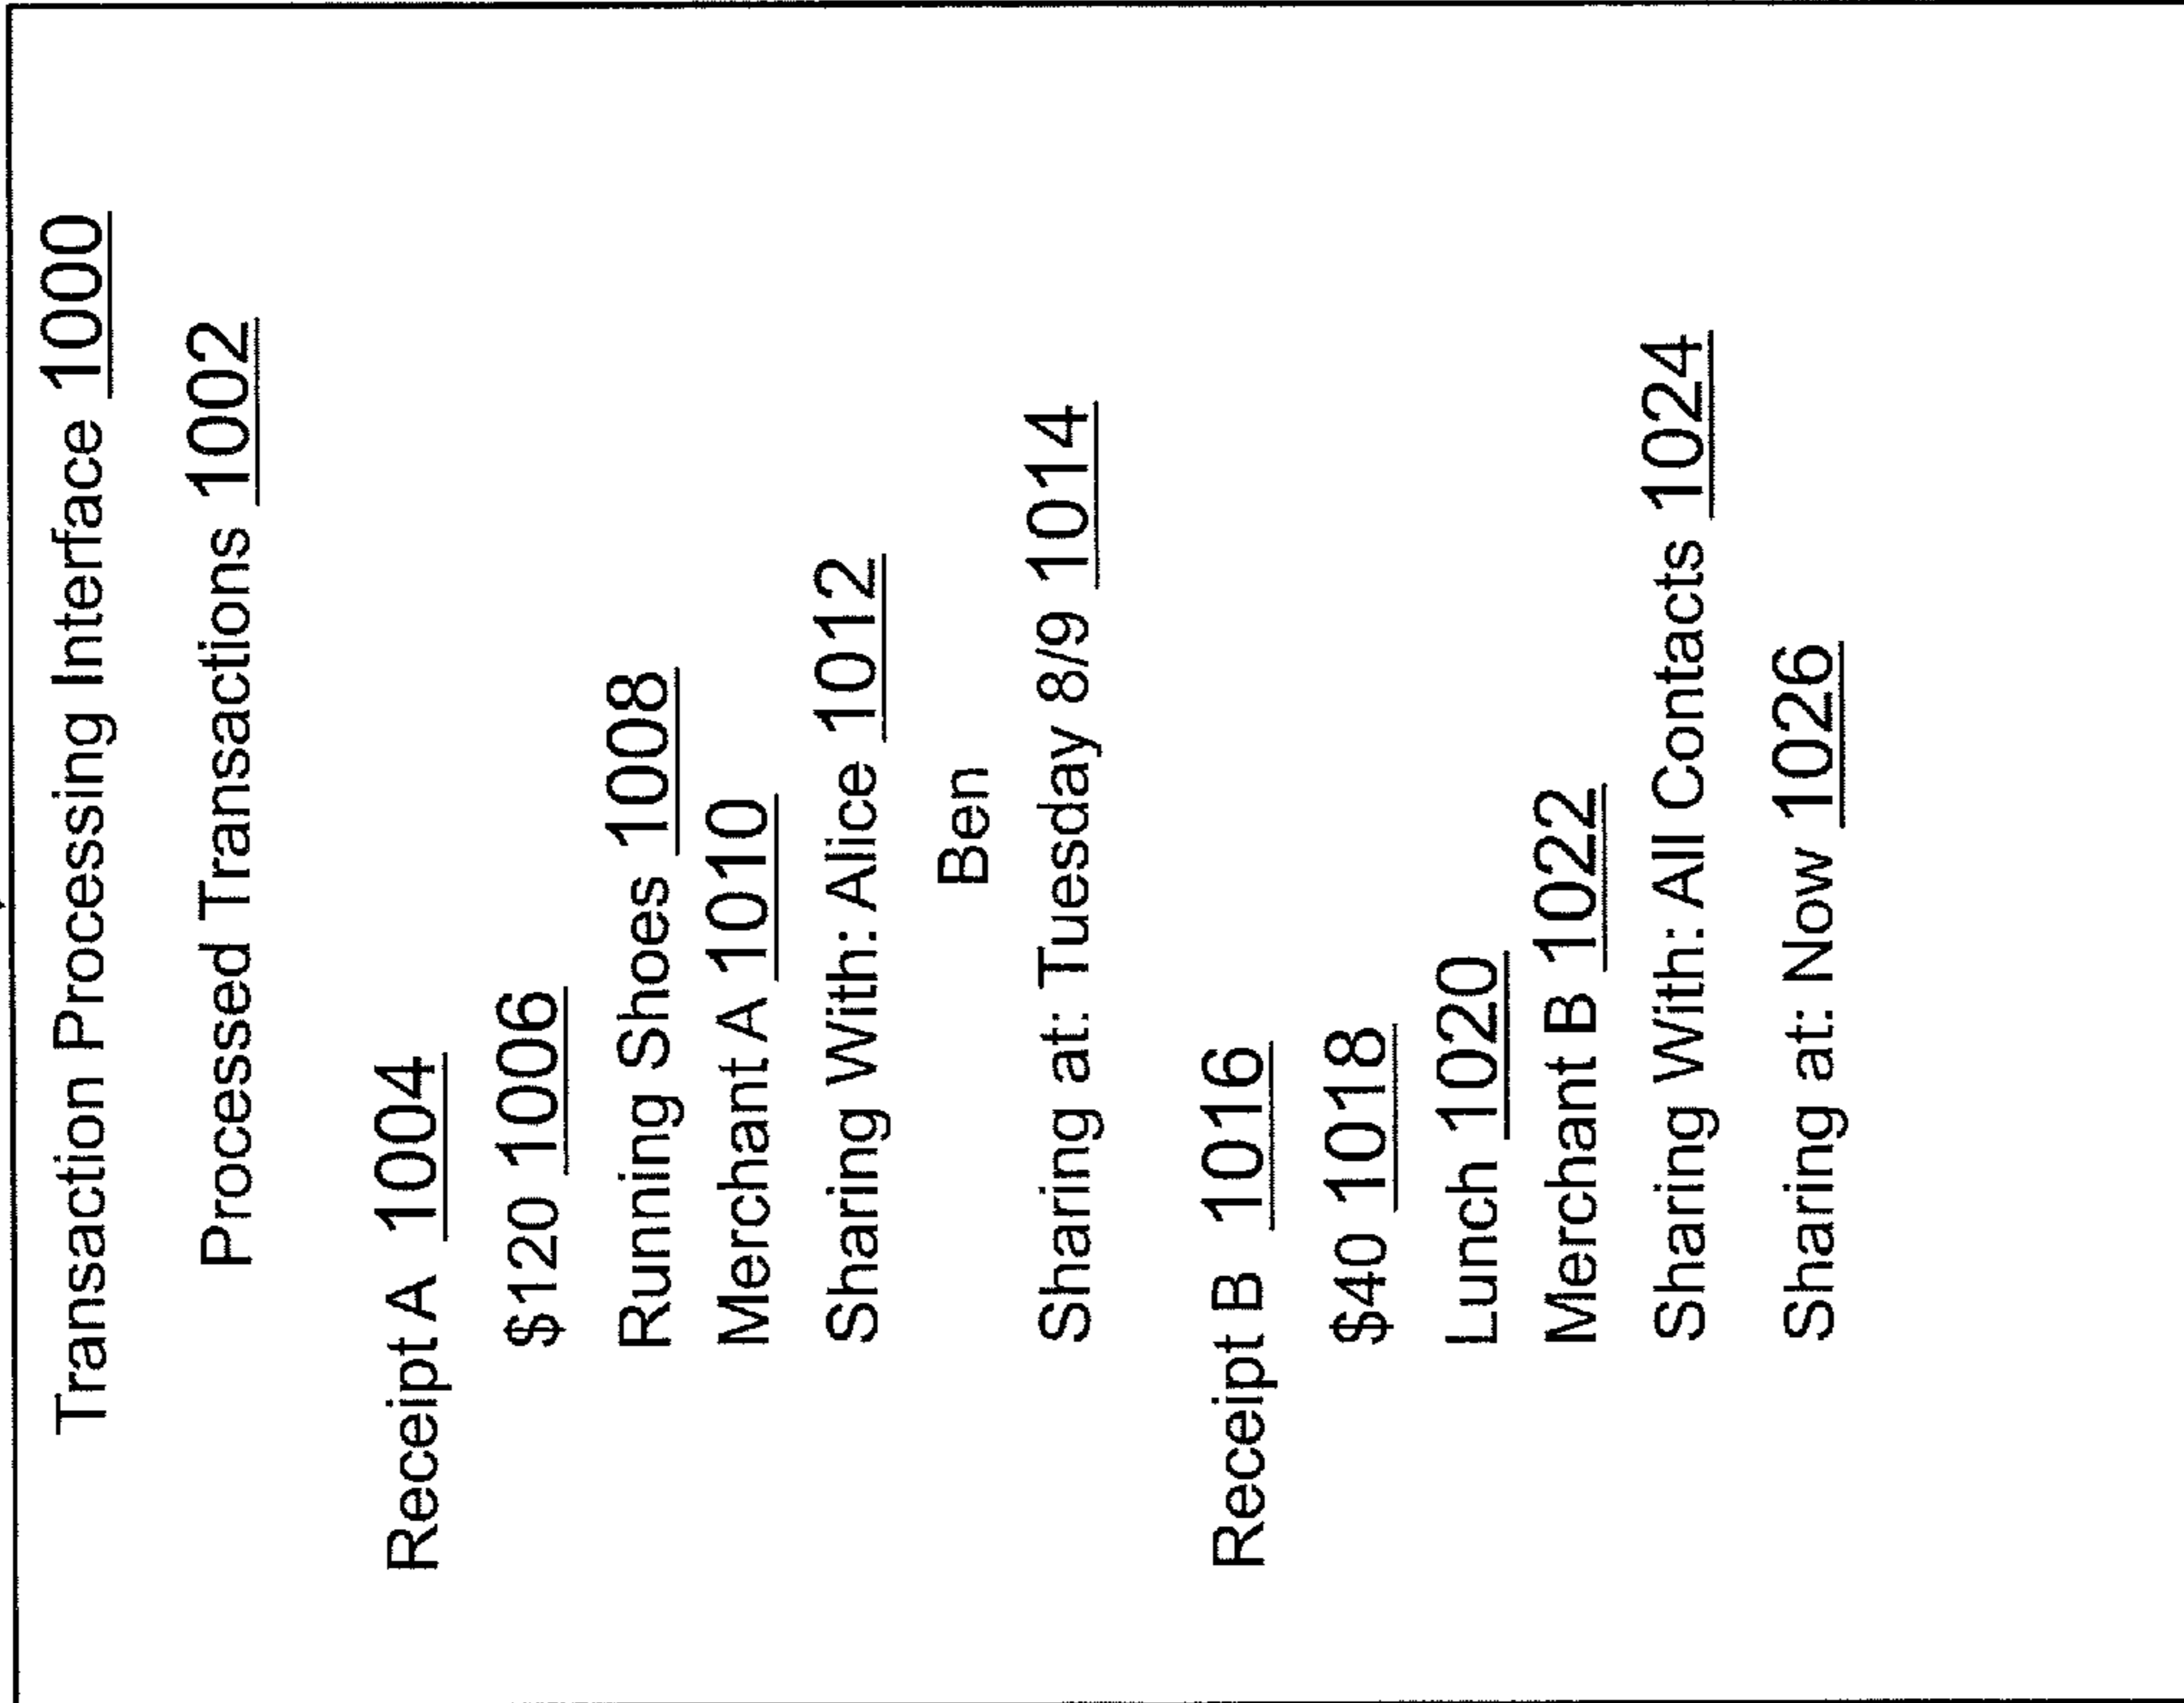 Transaction Processing Interface 1000
Processed Transactions 1002
Receipt A 1004
$120 1006
Running Shoes 1008
Merchant A 1010
Sharing With: Alice 1012
Ben
Sharing at: Tuesday 8/9 1014
Receipt B 1016
$40 1018
Lunch 1020
Merchant B 1022
Sharing With: All Contacts 1024
Sharing at: Now 1026